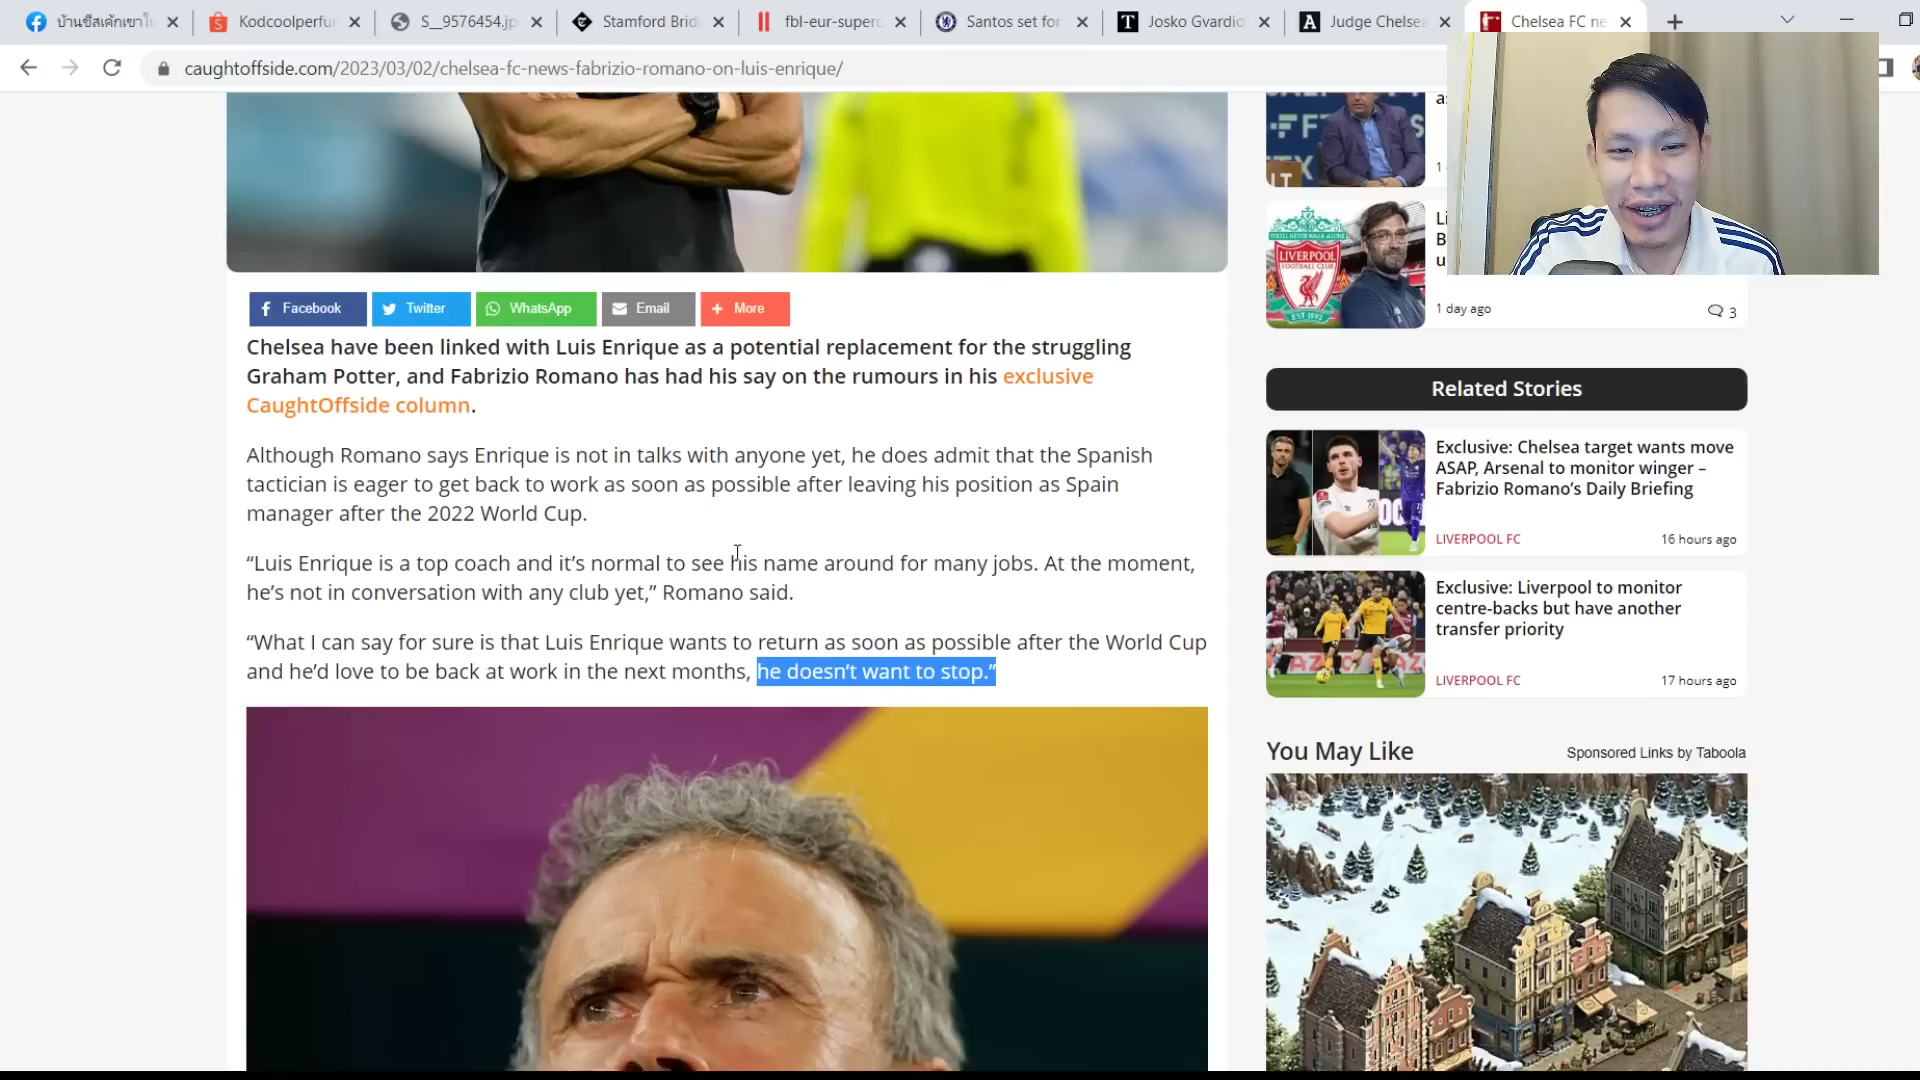 บ้านชีสเค้กเขาใ
Kodcoolperfu
S__9576454.jp
Stamford Brid
fbl-eur-superc
Santos set for
Josko Gvardio
Judge Chelsea
Chelsea FC ne
caughtoffside.com/2023/03/02/chelsea-fc-news-fabrizio-romano-on-luis-enrique/
Facebook
Twitter
WhatsApp
Email
More
Chelsea have been linked with Luis Enrique as a potential replacement for the struggling
Graham Potter, and Fabrizio Romano has had his say on the rumours in his exclusive
CaughtOffside column.
Although Romano says Enrique is not in talks with anyone yet, he does admit that the Spanish
tactician is eager to get back to work as soon as possible after leaving his position as Spain
manager after the 2022 World Cup.
“Luis Enrique is a top coach and it’s normal to see his name around for many jobs. At the moment,
he’s not in conversation with any club yet,” Romano said.
“What I can say for sure is that Luis Enrique wants to return as soon as possible after the World Cup
and he’d love to be back at work in the next months, he doesn’t want to stop.”
LIVERPOOL
FOOTBALL CLUB
EST·1892
1 day ago
3
Related Stories
Exclusive: Chelsea target wants move
ASAP, Arsenal to monitor winger –
Fabrizio Romano’s Daily Briefing
LIVERPOOL FC
16 hours ago
Exclusive: Liverpool to monitor
centre-backs but have another
transfer priority
LIVERPOOL FC
17 hours ago
You May Like
Sponsored Links by Taboola